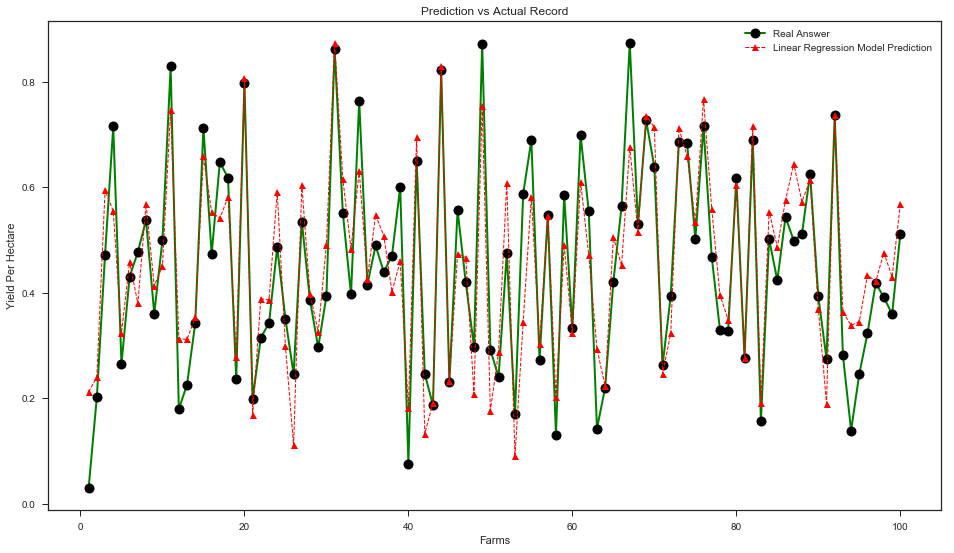 Prediction vs Actual Record
Real Answer
Linear Regression Model Prediction
Yield Per Hectare
0.8
0.6
0.4
0.2
0.0
0
20
40
60
80
100
Farms